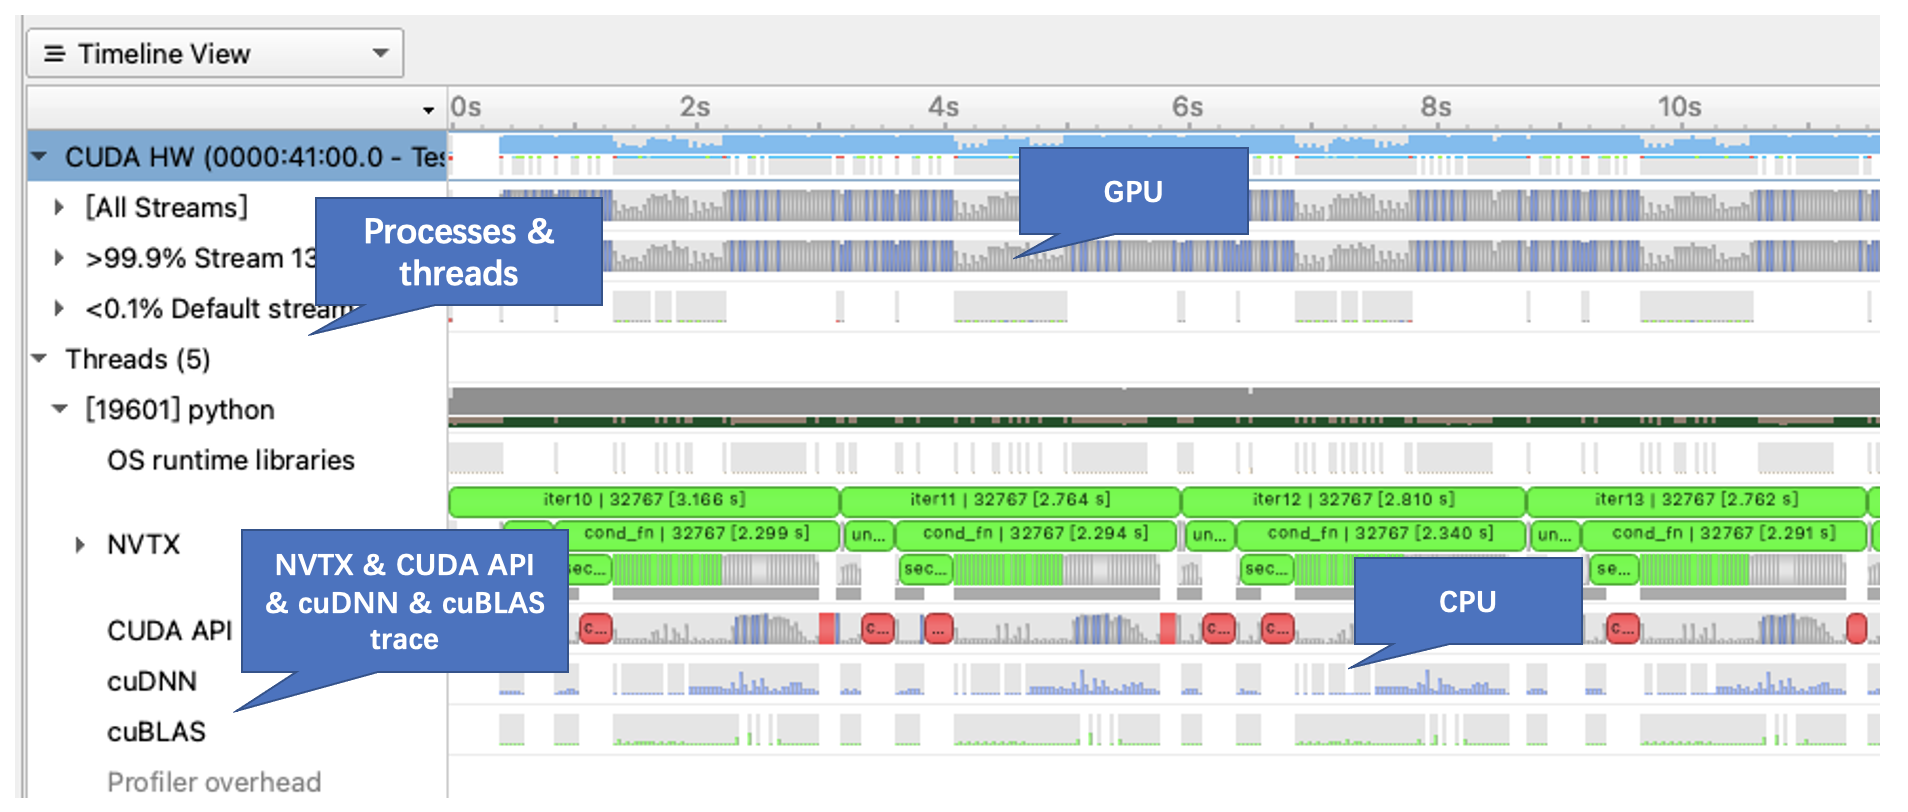 Timeline View
0s 2s 4s 6s 8s 10s
CUDA HW (0000:41:00.0 - Tes
[All Streams]
GPU
Processes &
threads
>99.9% Stream 13
<0.1% Default stream
Threads (5)
[19601] python
OS runtime libraries
iter10 | 32767 [3.166 s] iter11 | 32767 [2.764 s] iter12 | 32767 [2.810 s] iter13 | 32767 [2.762 s]
NVTX
cond_fn | 32767 [2.299 s] un... cond_fn | 32767 [2.294 s] un... cond_fn | 32767 [2.340 s] un... cond_fn | 32767 [2.291 s]
sec... sec... sec... se...
NVTX & CUDA API
& cuDNN & cuBLAS
trace
CPU
CUDA API
c... c... ... c... c... c...
cuDNN
cuBLAS
Profiler overhead